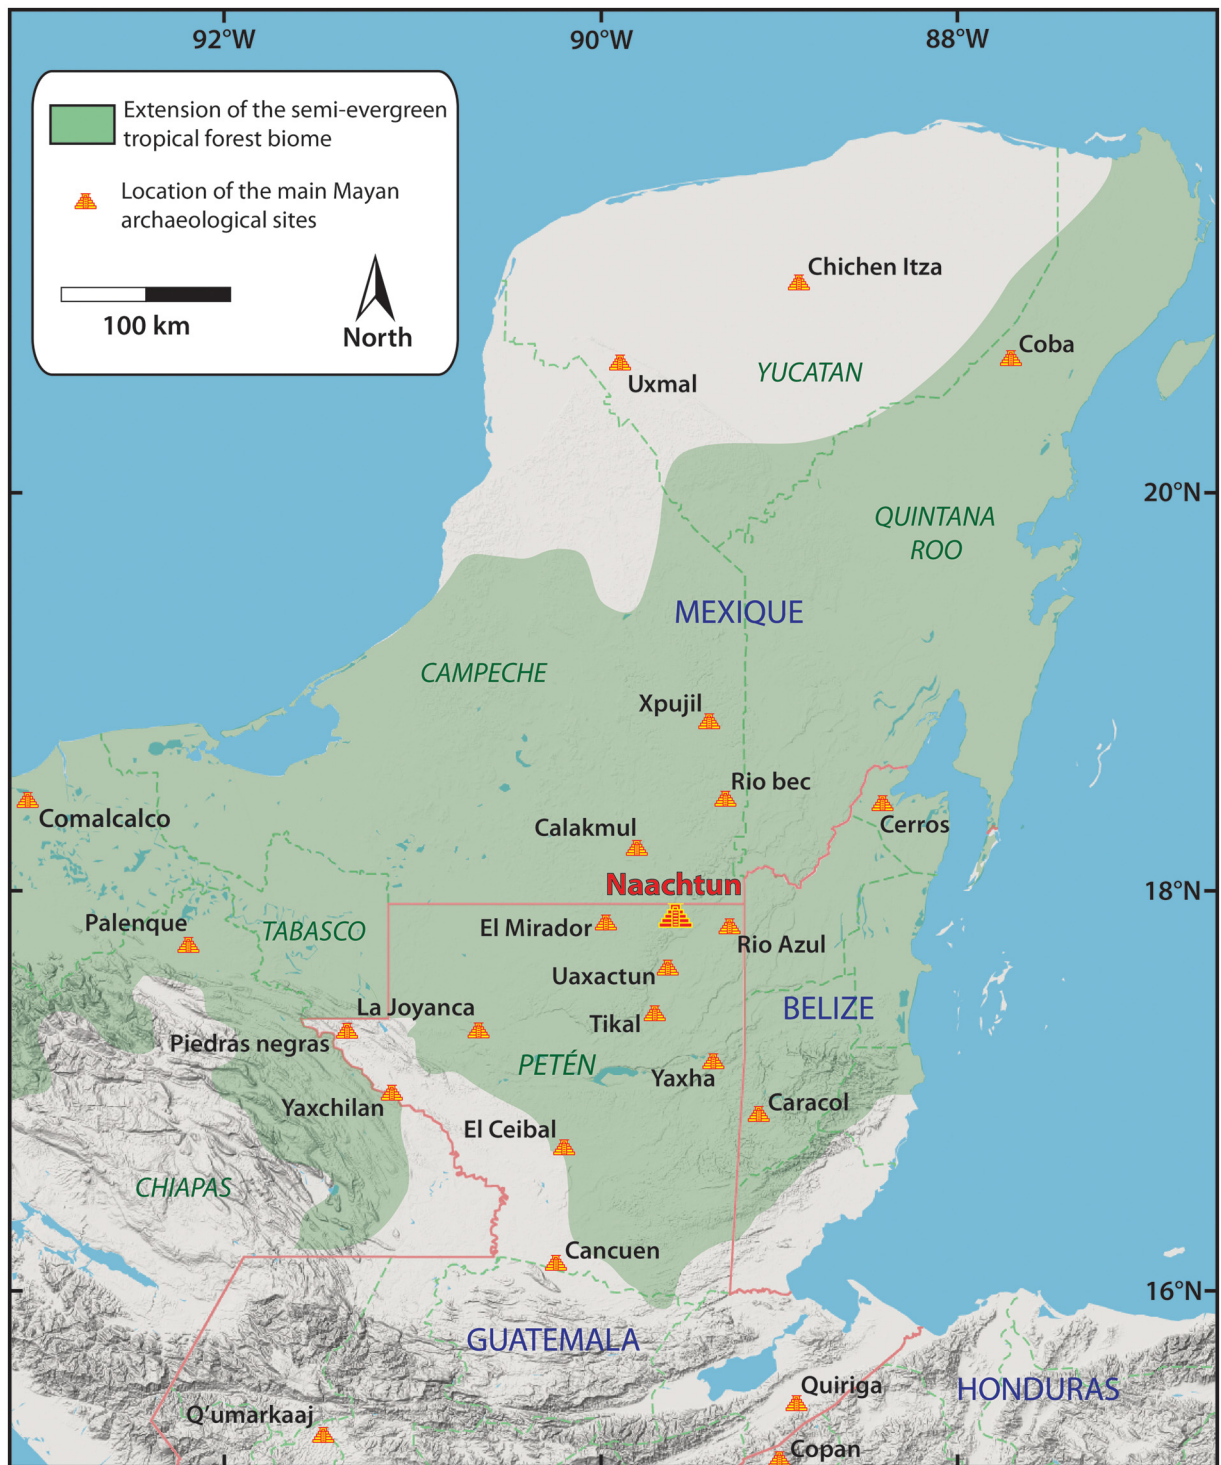 92°W
90°W
88°W
Extension of the semi-evergreen
tropical forest biome
Location of the main Mayan
archaeological sites
100 km
North
Chichen Itza
Coba
Uxmal
YUCATAN
20°N
QUINTANA
ROO
MEXIQUE
CAMPECHE
Xpujil
Rio bec
Comalcalco
Calakmul
Cerros
Naachtun
18°N
Palenque
TABASCO
El Mirador
Rio Azul
Uaxactun
La Joyanca
BELIZE
Tikal
Piedras negras
PETÉN
Yaxha
Yaxchilan
Caracol
El Ceibal
CHIAPAS
Cancuen
16°N
GUATEMALA
Quiriga
HONDURAS
Q'umarkaaj
Copan